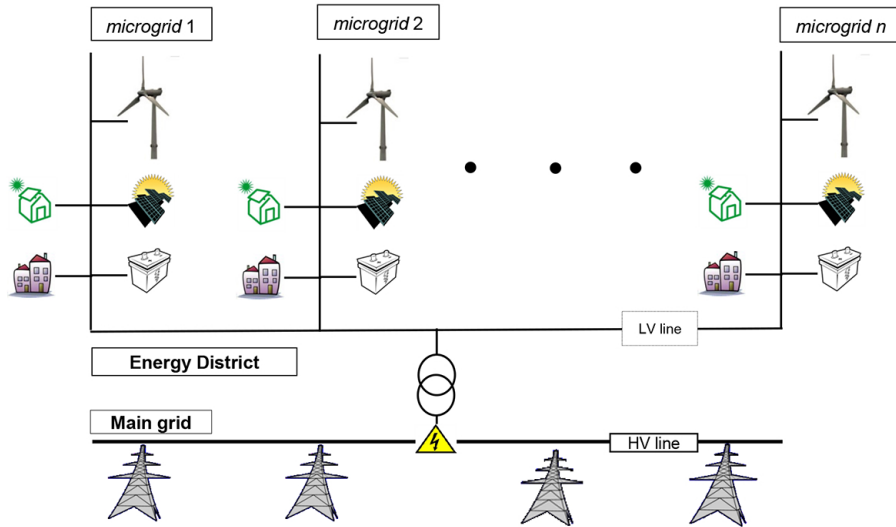 microgrid 1
microgrid 2
microgrid n
LV line
Energy District
Main grid
HV line